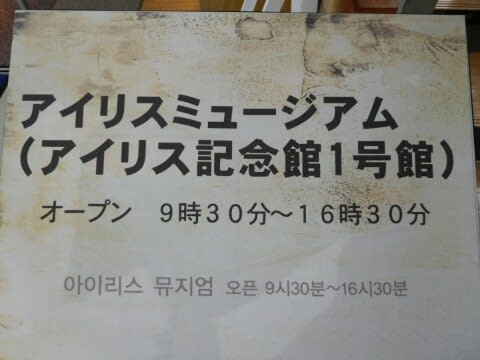 アイリスミュージアム
(アイリス記念館1号館)
オープン　9時30分~16時30分
아이리스 뮤지엄 오픈 9시30분~16시30분